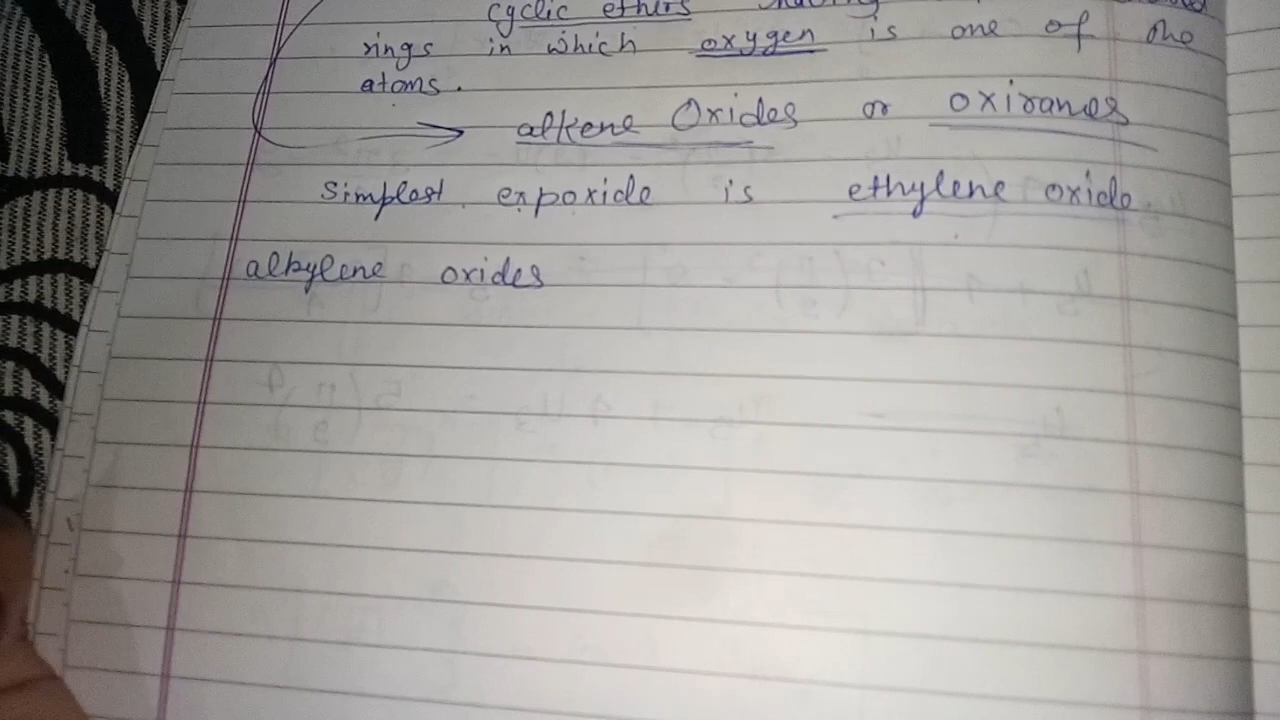 cyclic ethers having
rings in which oxygen is one of the
atoms.
alkene Oxides or oxiranes
Simplest expoxide is ethylene oxide.
alkylene oxides